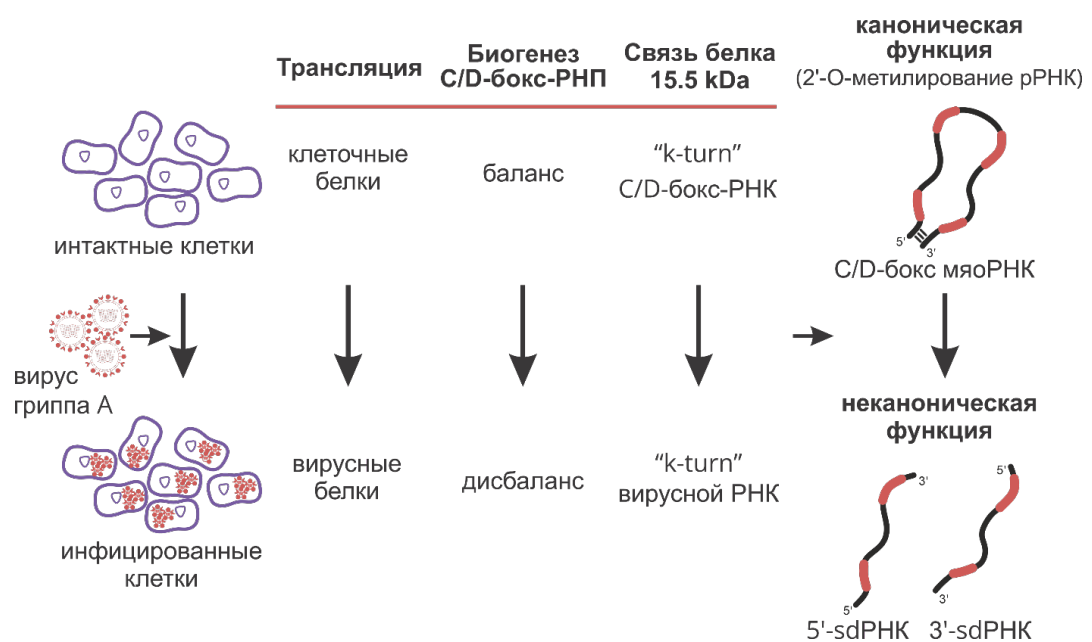 Трансляция
Биогенез
C/D-бокс-РНП
Связь белка
15.5 kDa
каноническая
функция
(2'-О-метилирование рРНК)
клеточные
белки
баланс
“k-turn”
C/D-бокс-РНК
интактные клетки
5'
3'
C/D-бокс мяоРНК
вирус
гриппа А
неканоническая
функция
вирусные
белки
дисбаланс
“k-turn”
вирусной РНК
3'
5'
инфицированные
клетки
5'
3'
5'-sdРНК
3'-sdРНК